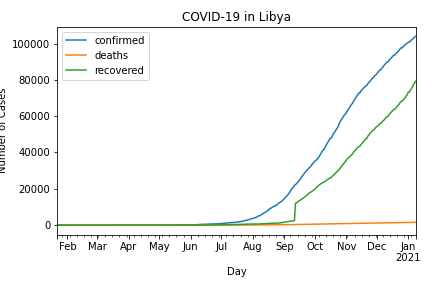 COVID-19 in Libya
confirmed
deaths
recovered
100000
80000
60000
40000
20000
0
Number of Cases
Feb Mar Apr May Jun Jul Aug Sep Oct Nov Dec Jan
2021
Day